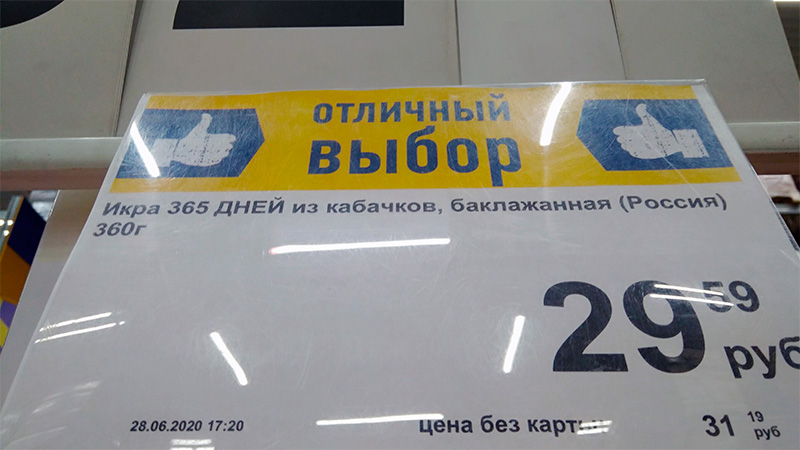 ОТЛИЧНЫЙ
ВЫБОР
Икра 365 ДНЕЙ из кабачков, баклажанная (Россия)
360г
29 59
руб
28.06.2020 17:20 цена без карты: 31 19 руб